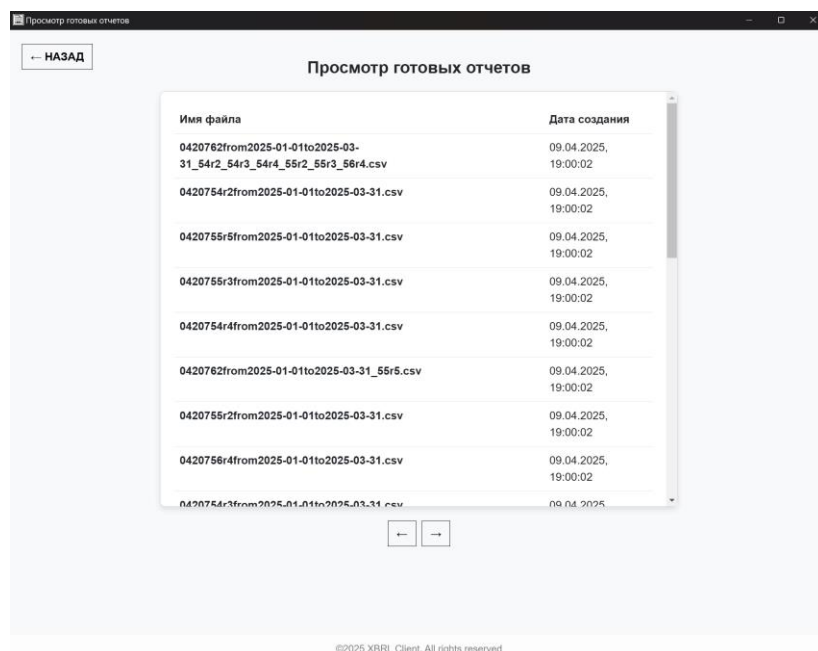 Просмотр готовых отчетов
← НАЗАД
Просмотр готовых отчетов
Имя файла Дата создания
0420762from2025-01-01to2025-03- 09.04.2025,
31_54r2_54r3_54r4_55r2_55r3_56r4.csv 19:00:02
0420754r2from2025-01-01to2025-03-31.csv 09.04.2025,
19:00:02
0420755r5from2025-01-01to2025-03-31.csv 09.04.2025,
19:00:02
0420755r3from2025-01-01to2025-03-31.csv 09.04.2025,
19:00:02
0420754r4from2025-01-01to2025-03-31.csv 09.04.2025,
19:00:02
0420762from2025-01-01to2025-03-31_55r5.csv 09.04.2025,
19:00:02
0420755r2from2025-01-01to2025-03-31.csv 09.04.2025,
19:00:02
0420756r4from2025-01-01to2025-03-31.csv 09.04.2025,
19:00:02
0420754r3from2025-01-01to2025-03-31.csv 09.04.2025
← →
©2025 XBRL Client. All rights reserved